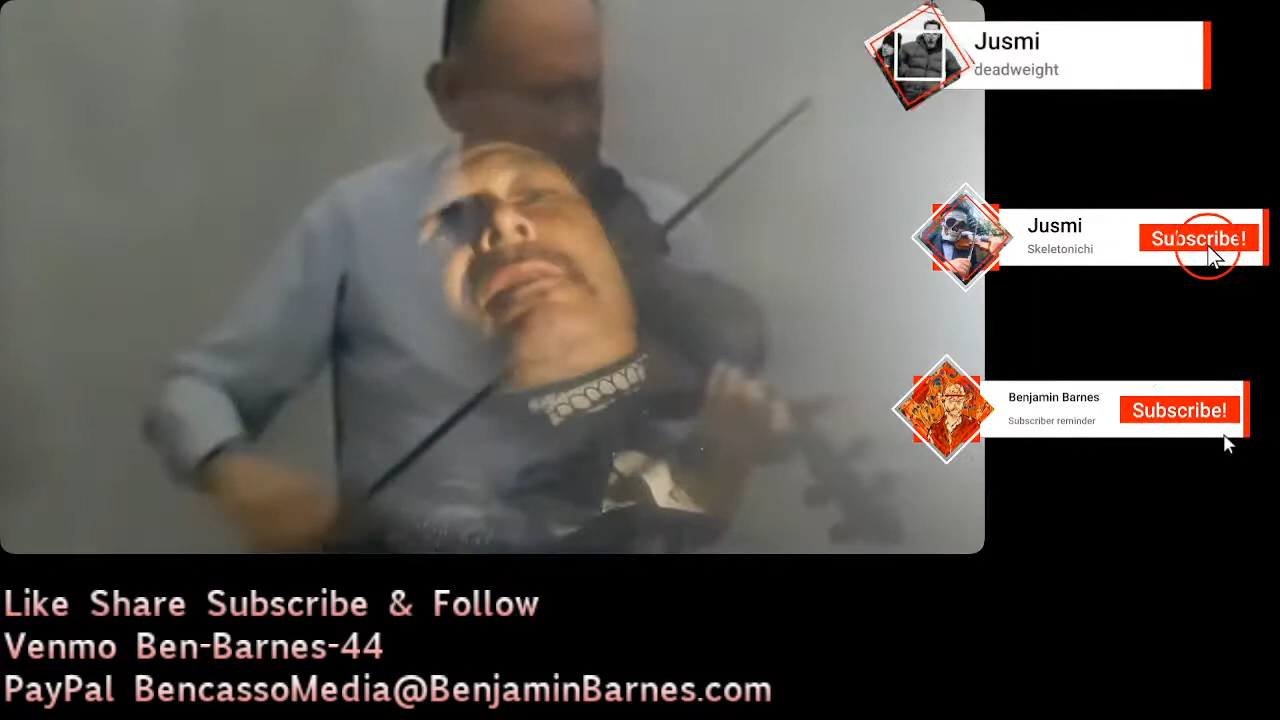 Jusmi
deadweight
Jusmi
Skeletonichi
Subscribe!
Benjamin Barnes
Subscriber reminder
Subscribe!
Like Share Subscribe & Follow
Venmo Ben-Barnes-44
PayPal BencassoMedia@BenjaminBarnes.com